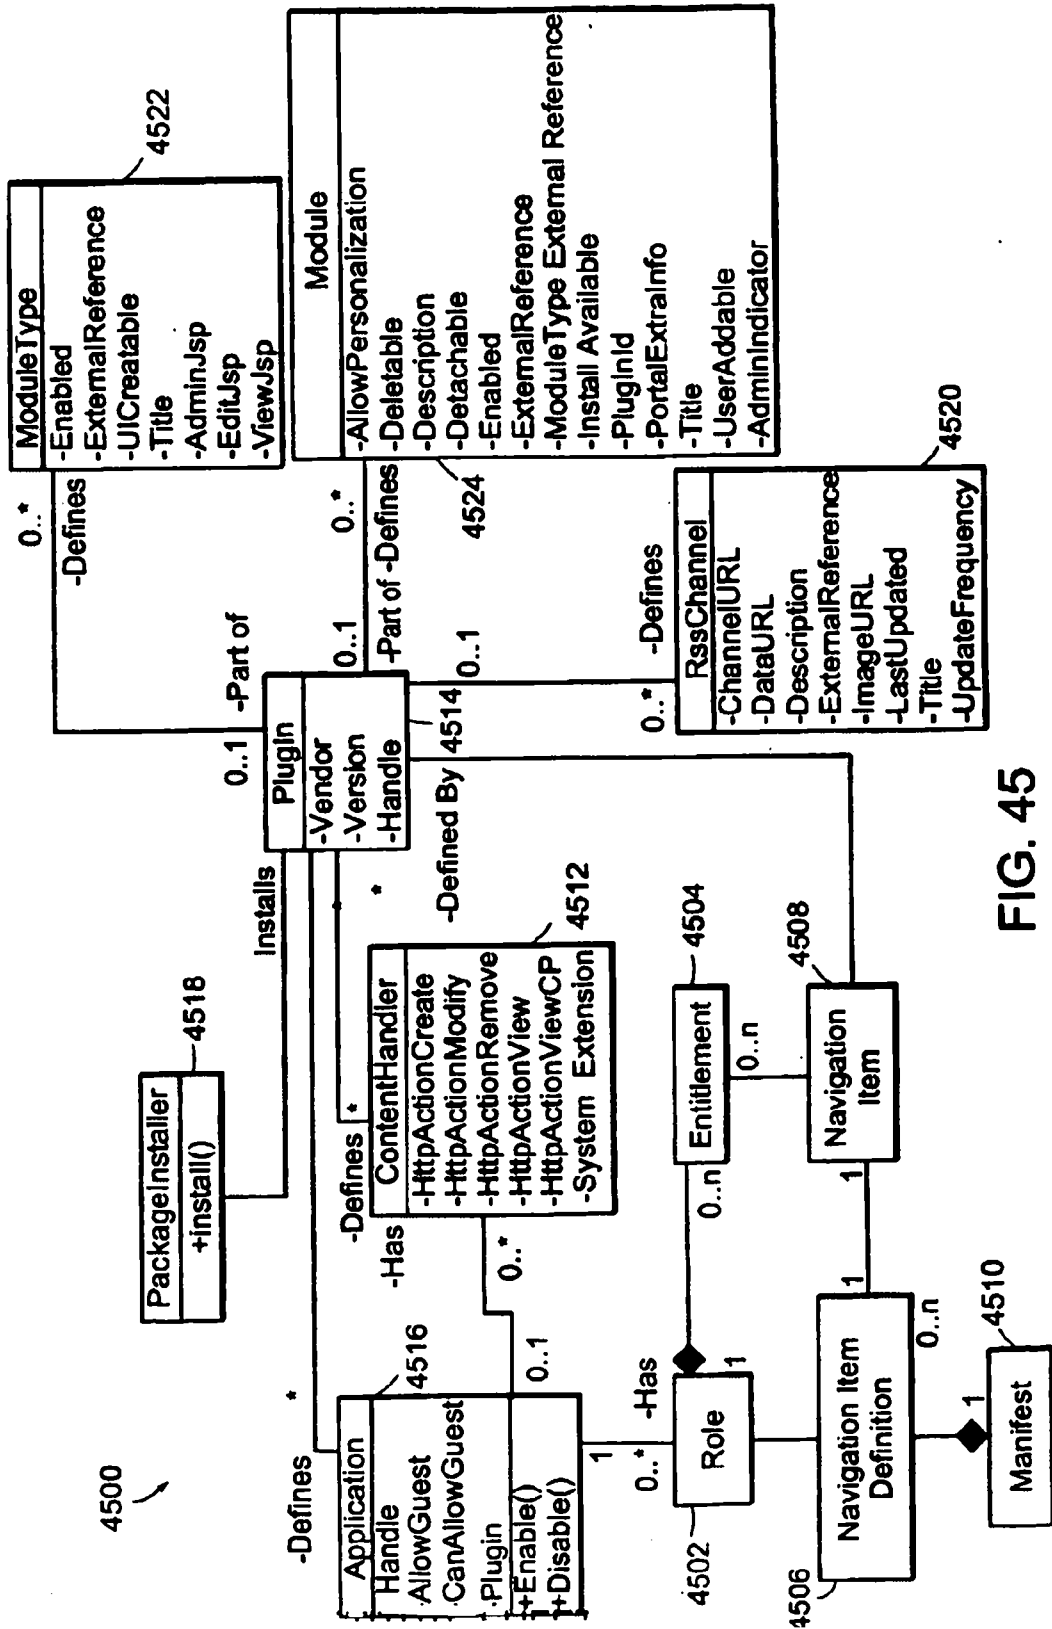 4500
PackageInstaller
+install()
4518
Installs
ModuleType
-Enabled
-ExternalReference
-UICreatable
-Title
-AdminJsp
-EditJsp
-ViewJsp
4522
0..*
-Defines
-Part of
0..1
PlugIn
-Vendor
-Version
-Handle
4514
Module
-AllowPersonalization
-Deletable
-Description
-Detachable
-Enabled
-ExternalReference
-ModuleType External Reference
-Install Available
-PlugInId
-PortalExtraInfo
-Title
-UserAddable
-AdminIndicator
4524
0..*
-Defines
0..1
-Part of
0..1
-Defines
0..*
RssChannel
-ChannelURL
-DataURL
-Description
-ExternalReference
-ImageURL
-LastUpdated
-Title
-UpdateFrequency
4520
-Defines
*
Application
Handle
AllowGuest
CanAllowGuest
Plugin
+Enable()
+Disable()
4516
-Defines
*
*
ContentHandler
-HttpActionCreate
-HttpActionModify
-HttpActionRemove
-HttpActionView
-HttpActionViewCP
-System Extension
4512
-Has
0..*
0..1
-Defined By
1
0..*
-Has
Role
1
4502
0..n
Entitlement
4504
0..n
Navigation
Item
4508
1
1
Navigation Item
Definition
4506
0..n
1
Manifest
4510
FIG. 45